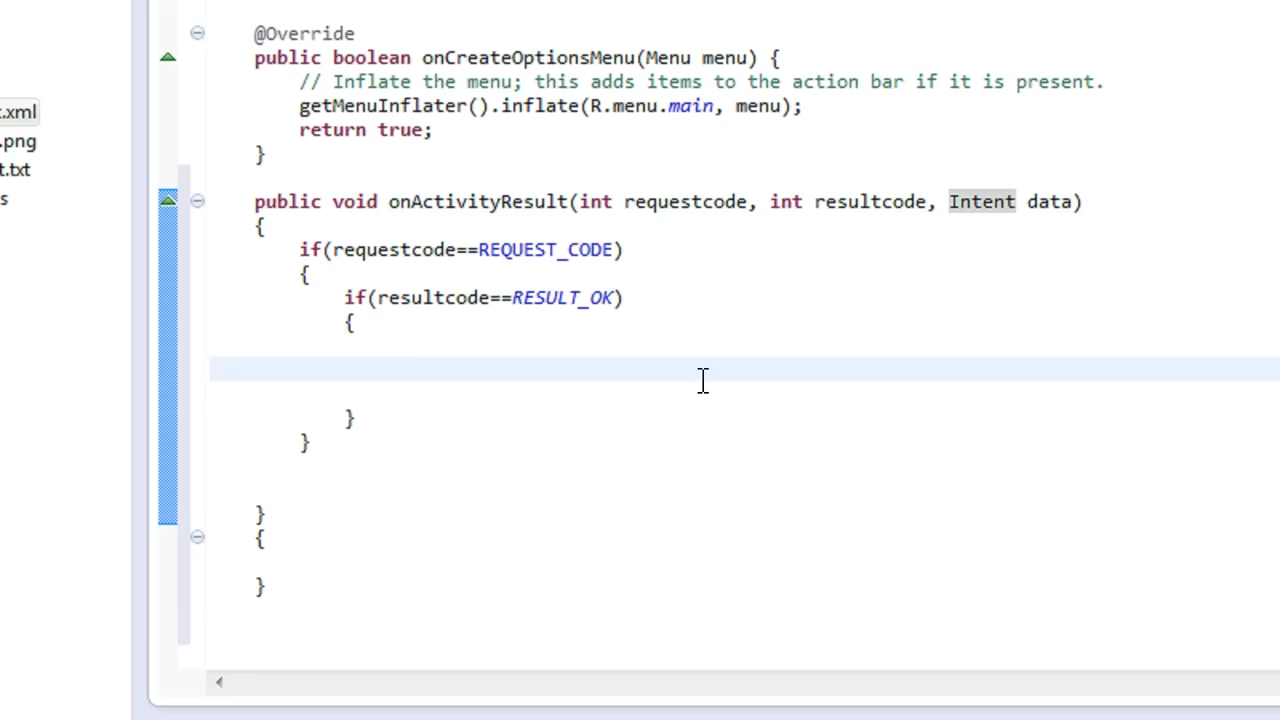 @Override
public boolean onCreateOptionsMenu(Menu menu) {
// Inflate the menu; this adds items to the action bar if it is present.
getMenuInflater().inflate(R.menu.main, menu);
return true;
}
.xml
.png
t.txt
s
public void onActivityResult(int requestcode, int resultcode, Intent data)
{
if(requestcode==REQUEST_CODE)
{
if(resultcode==RESULT_OK)
{
}
}
}
{
}